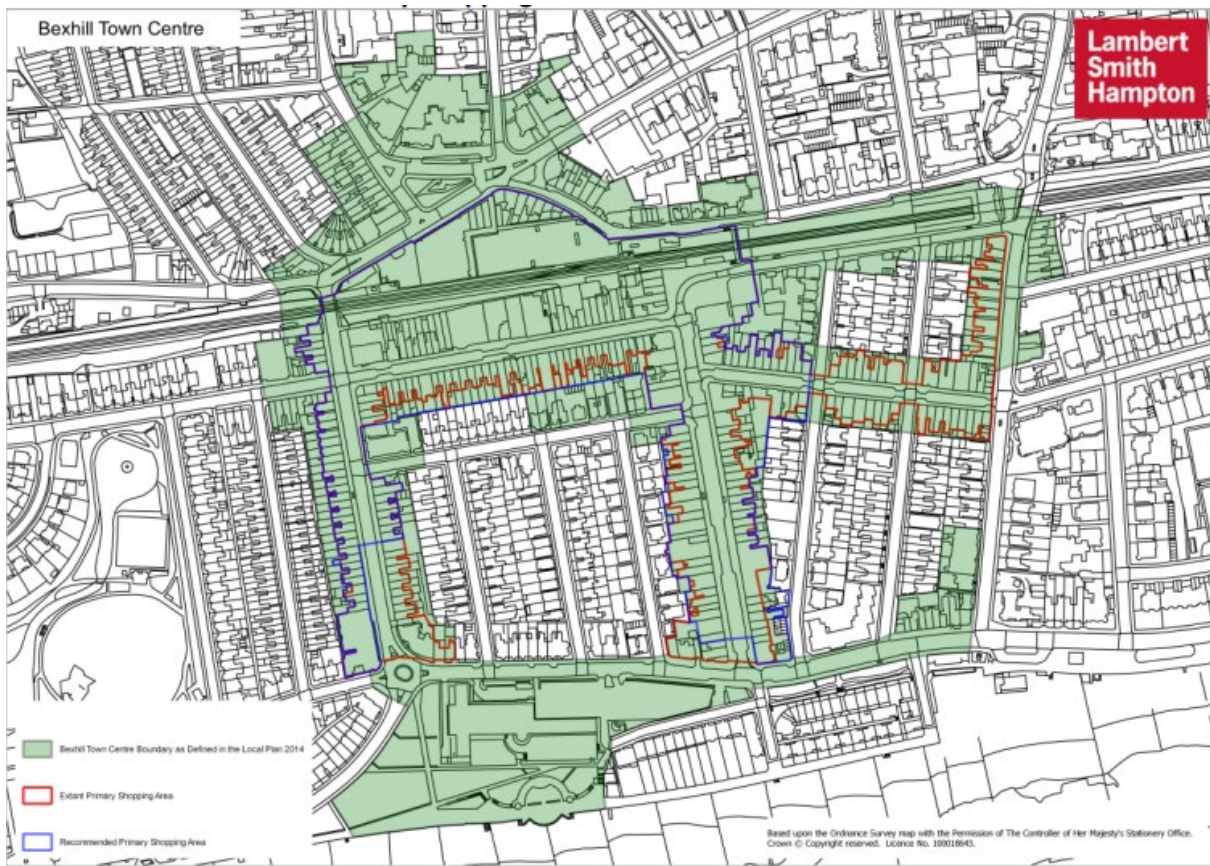 Bexhill Town Centre
Lambert
Smith
Hampton
Bexhill Town Centre Boundary as Defined in the Local Plan 2014
Extant Primary Shopping Area
Recommended Primary Shopping Area
Based upon the Ordnance Survey map with the Permission of The Controller of Her Majesty's Stationery Office.
Crown © Copyright reserved. Licence No. 100018643.